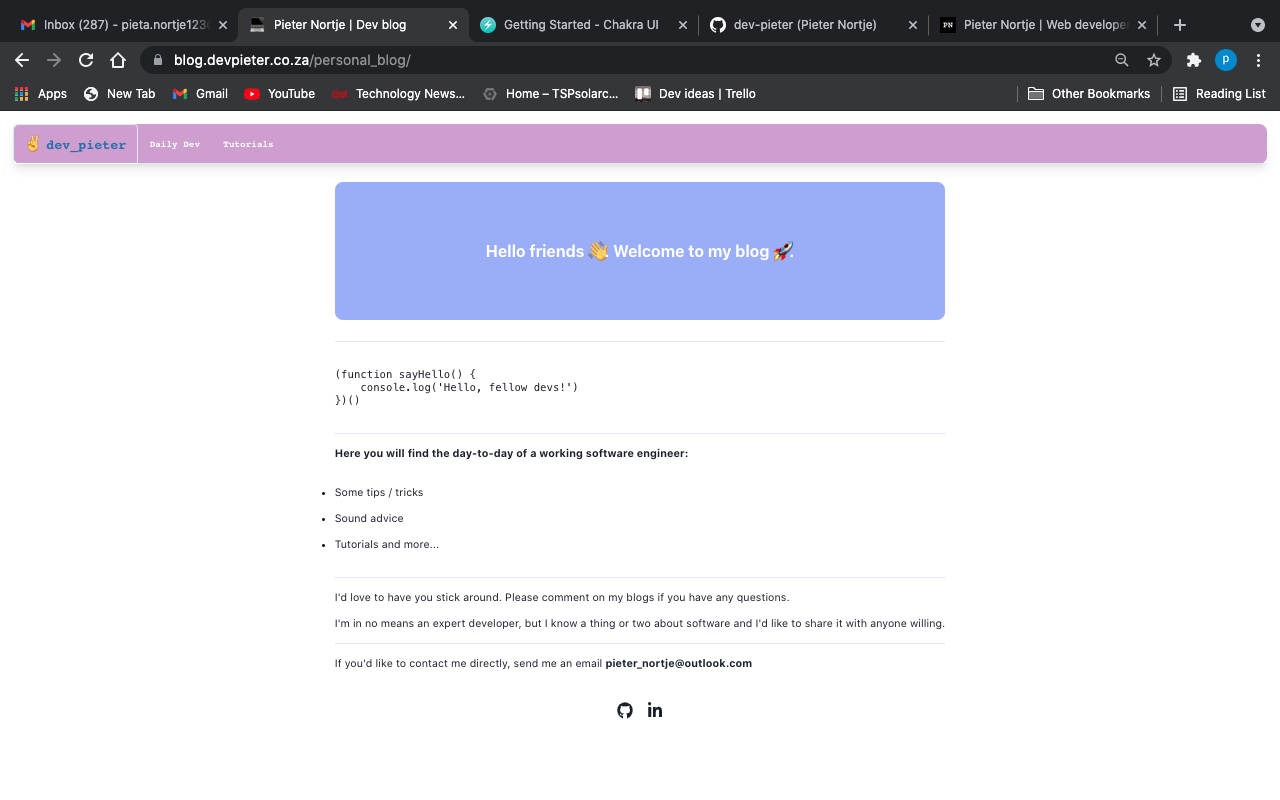 Inbox (287) - pieta.nortje123
Pieter Nortje | Dev blog
Getting Started - Chakra UI
dev-pieter (Pieter Nortje)
PN Pieter Nortje | Web developer
blog.devpieter.co.za/personal_blog/
P
Apps
New Tab
Gmail
YouTube
Technology News...
Home – TSPsolarc...
Dev ideas | Trello
Other Bookmarks
Reading List
✌ dev_pieter
Daily Dev
Tutorials
Hello friends 👋. Welcome to my blog 🚀.
(function sayHello() {
    console.log('Hello, fellow devs!')
})()
Here you will find the day-to-day of a working software engineer:
• Some tips / tricks
• Sound advice
• Tutorials and more...
I'd love to have you stick around. Please comment on my blogs if you have any questions.
I'm in no means an expert developer, but I know a thing or two about software and I'd like to share it with anyone willing.
If you'd like to contact me directly, send me an email pieter_nortje@outlook.com
in